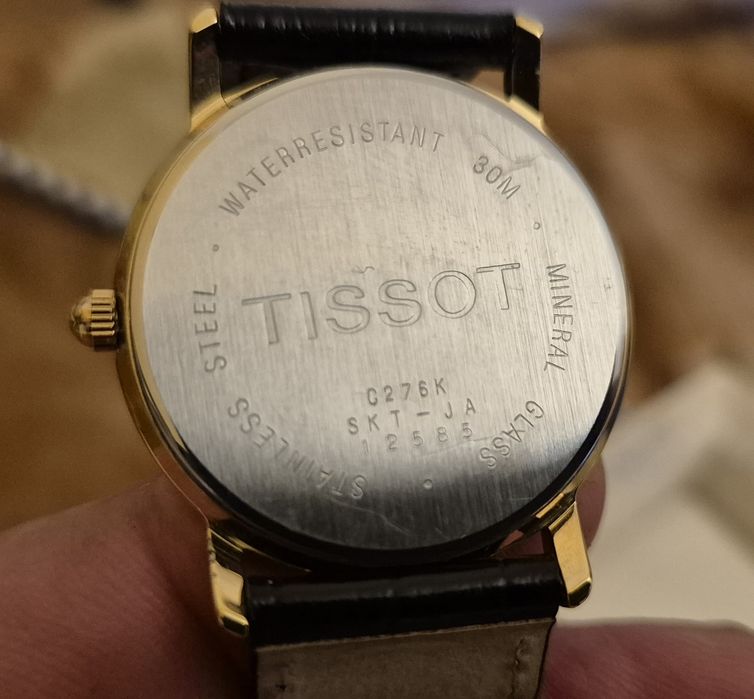 WATERRESISTANT 30M
MINERAL GLASS
STAINLESS STEEL
TISSOT
C276K
SKT-JA
12585